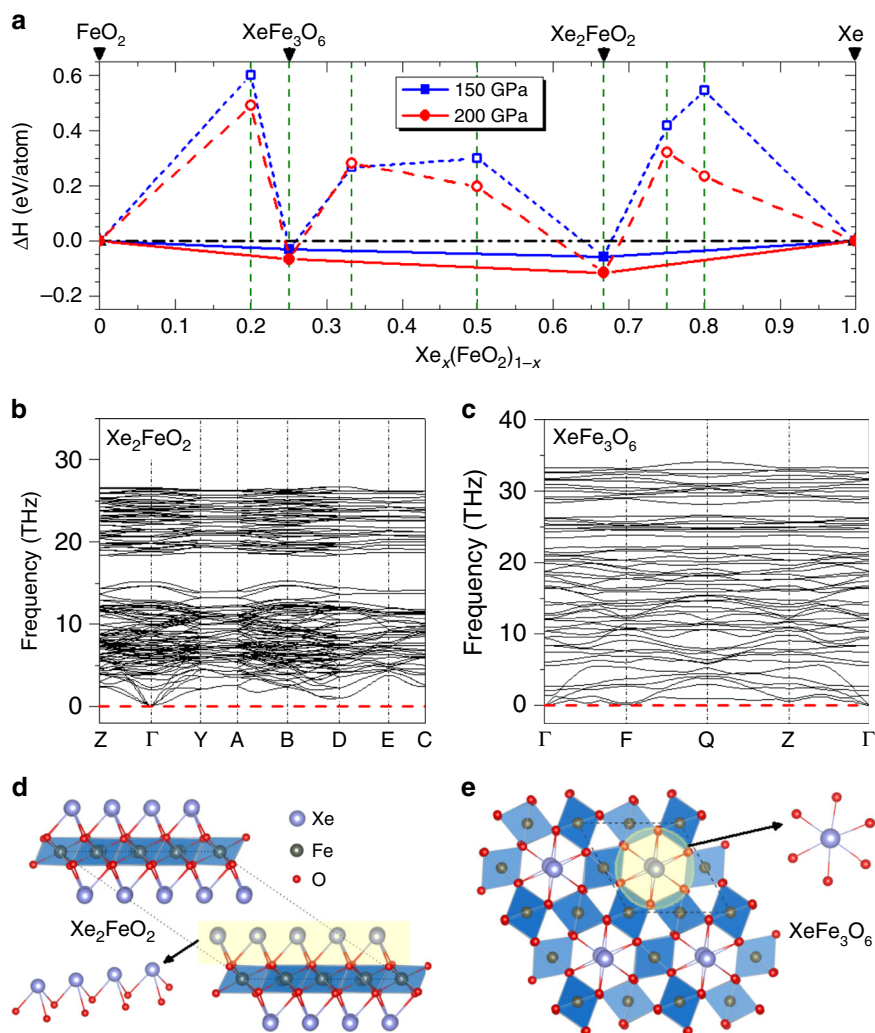 a
FeO₂ XeFe₃O₆ Xe₂FeO₂ Xe
ΔH (eV/atom)
0.6
0.4
0.2
0.0
–0.2
150 GPa
200 GPa
0 0.1 0.2 0.3 0.4 0.5 0.6 0.7 0.8 0.9 1.0
Xeₓ(FeO₂)₁₋ₓ
b
Xe₂FeO₂
Frequency (THz)
30
20
10
0
Z Γ Y A B D E C
c
XeFe₃O₆
Frequency (THz)
40
30
20
10
0
Γ F Q Z Γ
d
Xe
Fe
O
Xe₂FeO₂
e
XeFe₃O₆